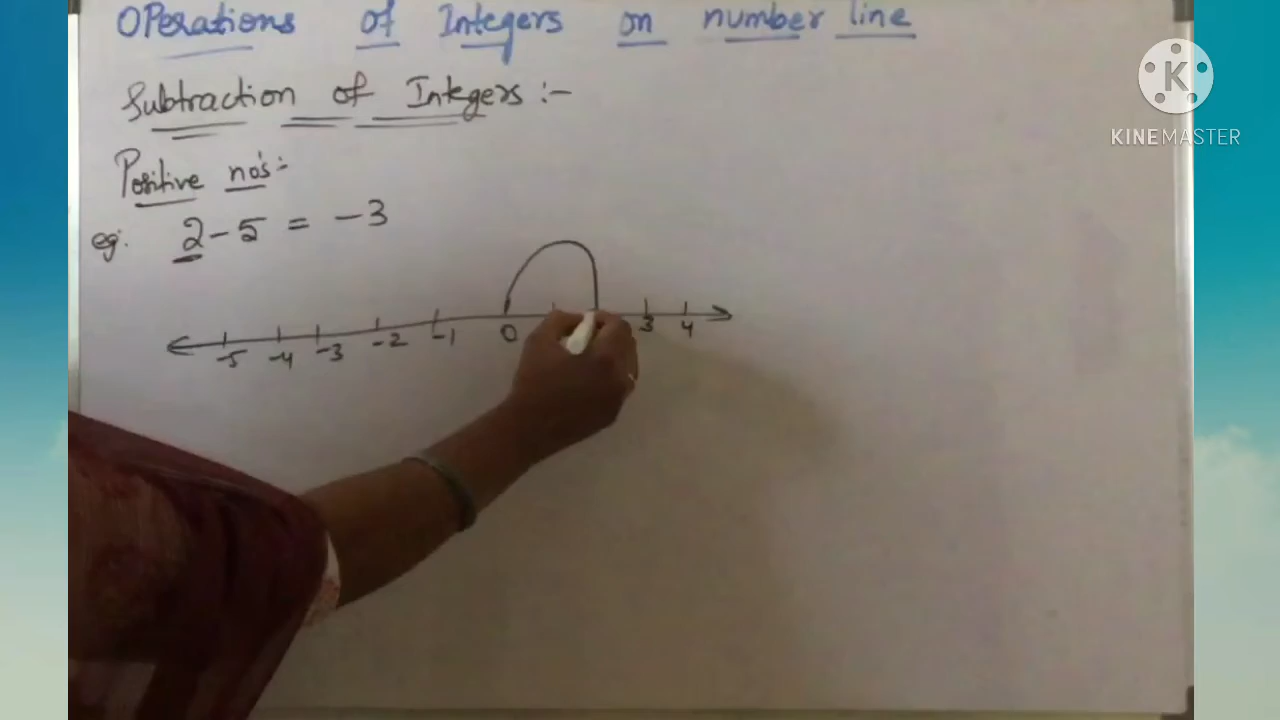 Operations of Integers on number line
Subtraction of Integers :-
Positive no's :-
eg: 2 - 5 = -3
-5 -4 -3 -2 -1 0 3 4
K
KINEMASTER